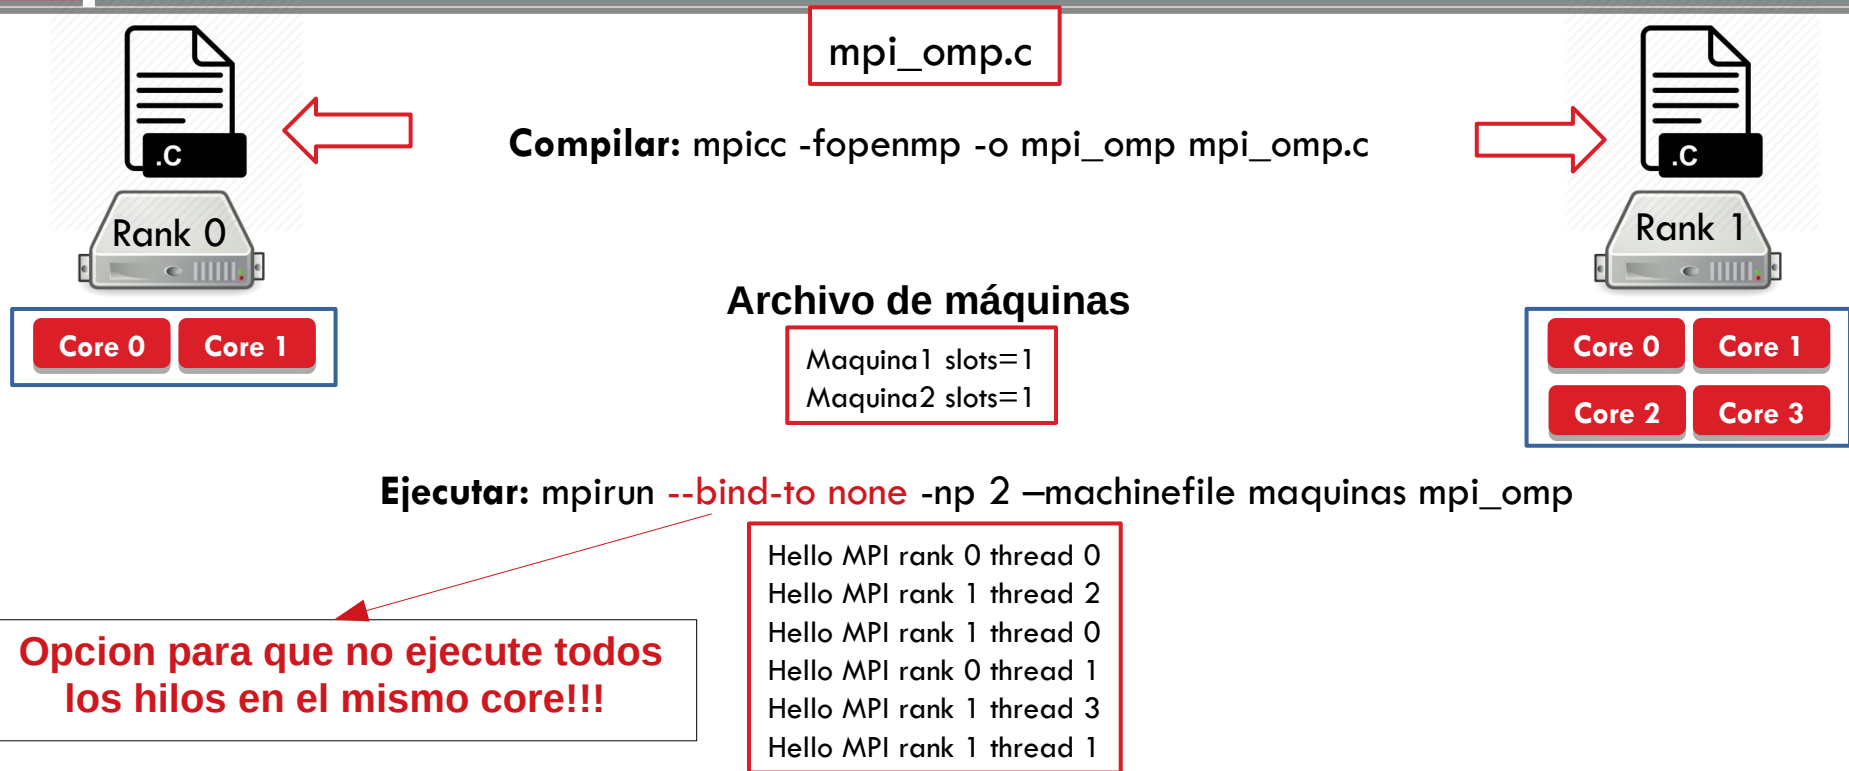 mpi_omp.c
.C
Compilar: mpicc -fopenmp -o mpi_omp mpi_omp.c
.C
Rank 0
Rank 1
Archivo de máquinas
Core 0 Core 1
Maquina1 slots=1
Maquina2 slots=1
Core 0 Core 1
Core 2 Core 3
Ejecutar: mpirun --bind-to none -np 2 –machinefile maquinas mpi_omp
Hello MPI rank 0 thread 0
Hello MPI rank 1 thread 2
Hello MPI rank 1 thread 0
Hello MPI rank 0 thread 1
Hello MPI rank 1 thread 3
Hello MPI rank 1 thread 1
Opcion para que no ejecute todos
los hilos en el mismo core!!!